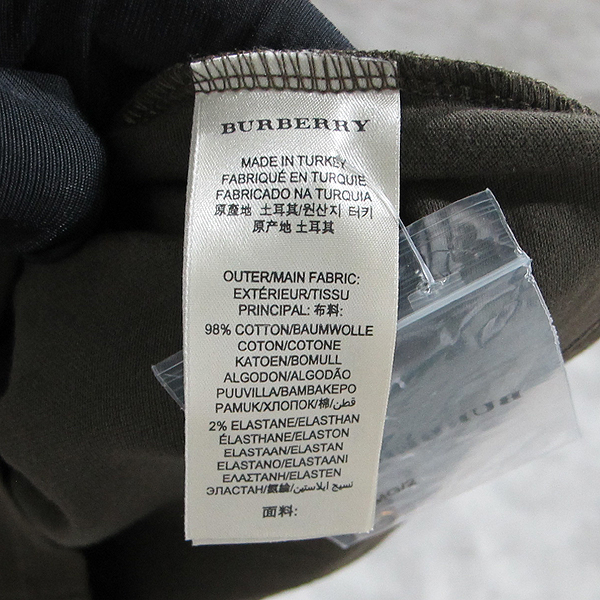 BURBERRY
MADE IN TURKEY
FABRIQUÉ EN TURQUIE
FABRICADO NA TURQUIA
原產地 土耳其/원산지 터키
原产地 土耳其
OUTER/MAIN FABRIC:
EXTÉRIEUR/TISSU
PRINCIPAL: 布料:
98% COTTON/BAUMWOLLE
COTON/COTONE
KATOEN/BOMULL
ALGODON/ALGODÃO
PUUVILLA/ΒΑΜΒΑΚΕΡΟ
PAMUK/ХЛОПОК/棉/قطن
2% ELASTANE/ELASTHAN
ÉLASTHANE/ELASTON
ELASTAAN/ELASTAN
ELASTANO/ELASTAANI
ΕΛΑΣΤΑΝΗ/ELASTEN
ЭЛАСТАН/氨綸/نسيج ايلاستين
面料: